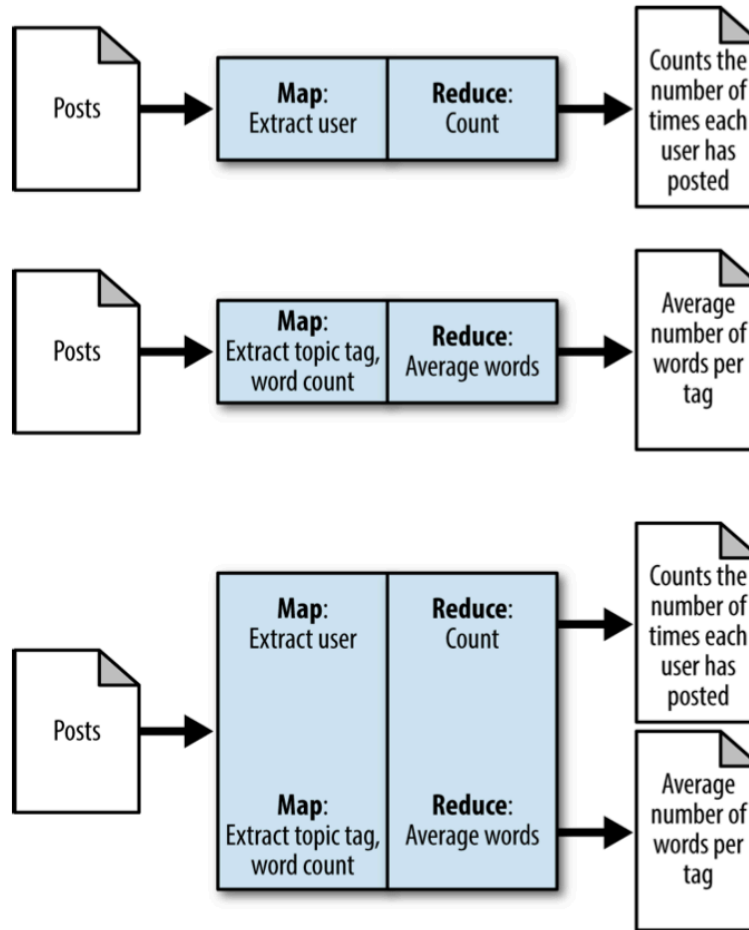 Posts
Map:
Extract user
Reduce:
Count
Counts the
number of
times each
user has
posted
Posts
Map:
Extract topic tag,
word count
Reduce:
Average words
Average
number of
words per
tag
Posts
Map:
Extract user
Reduce:
Count
Map:
Extract topic tag,
word count
Reduce:
Average words
Counts the
number of
times each
user has
posted
Average
number of
words per
tag